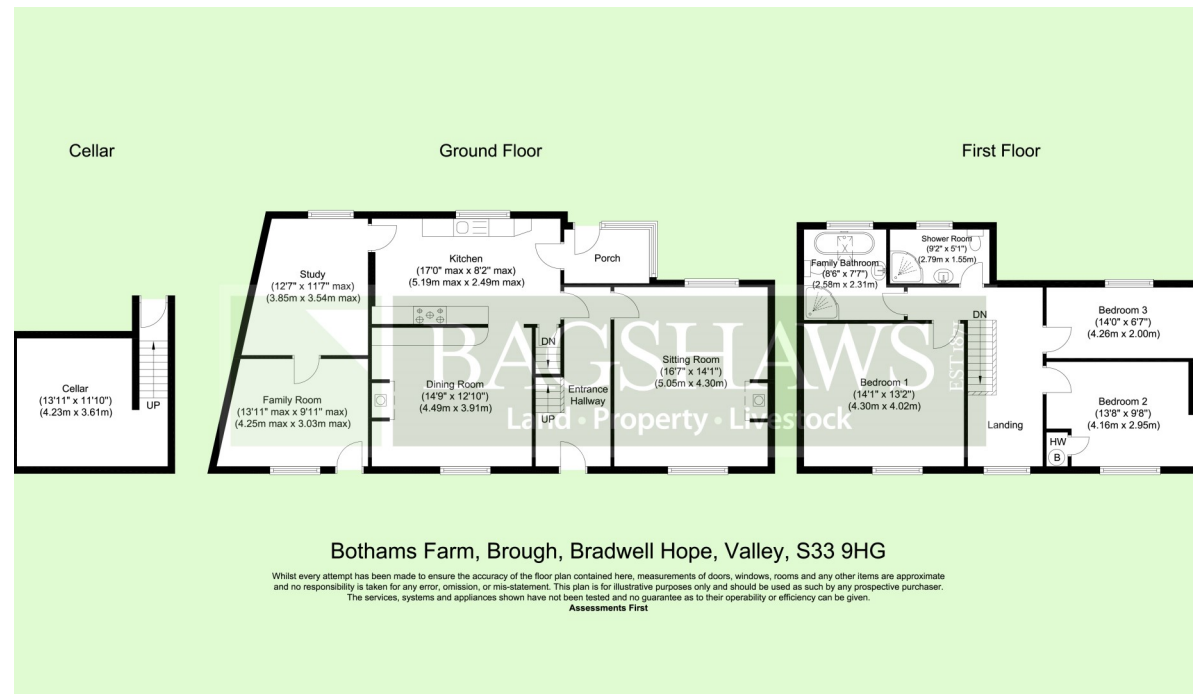 Cellar
Ground Floor
First Floor
Cellar
(13'11" x 11'10")
(4.23m x 3.61m)
UP
Study
(12'7" x 11'7" max)
(3.85m x 3.54m max)
Kitchen
(17'0" max x 8'2" max)
(5.19m max x 2.49m max)
Porch
Family Room
(13'11" max x 9'11" max)
(4.25m max x 3.03m max)
Dining Room
(14'9" x 12'10")
(4.49m x 3.91m)
DN
UP
Entrance
Hallway
Sitting Room
(16'7" x 14'1")
(5.05m x 4.30m)
Family Bathroom
(8'6" x 7'7")
(2.58m x 2.31m)
Shower Room
(9'2" x 5'1")
(2.79m x 1.55m)
Bedroom 1
(14'1" x 13'2")
(4.30m x 4.02m)
DN
Landing
Bedroom 3
(14'0" x 6'7")
(4.26m x 2.00m)
Bedroom 2
(13'8" x 9'8")
(4.16m x 2.95m)
HW
B
BAGSHAWS
EST 1871
Land · Property · Livestock
Bothams Farm, Brough, Bradwell Hope, Valley, S33 9HG
Whilst every attempt has been made to ensure the accuracy of the floor plan contained here, measurements of doors, windows, rooms and any other items are approximate
and no responsibility is taken for any error, omission, or mis-statement. This plan is for illustrative purposes only and should be used as such by any prospective purchaser.
The services, systems and appliances shown have not been tested and no guarantee as to their operability or efficiency can be given.
Assessments First